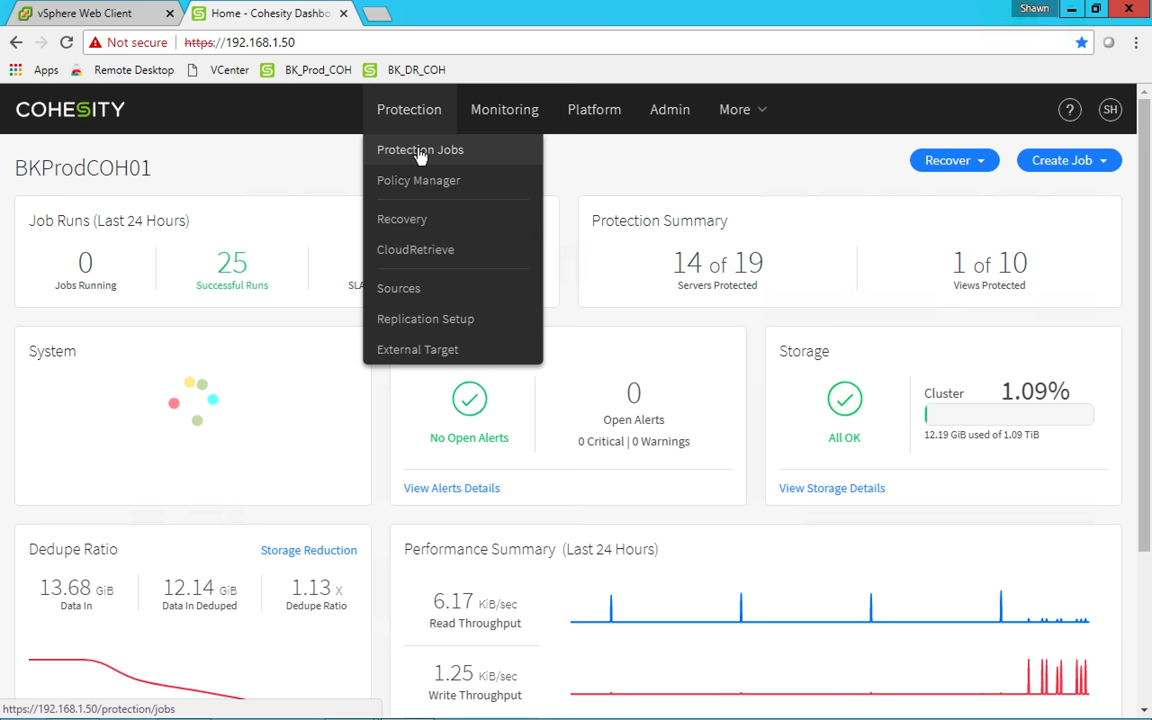 vSphere Web Client
Home - Cohesity Dashbo
Shawn
Not secure | https://192.168.1.50
Apps
Remote Desktop
VCenter
BK_Prod_COH
BK_DR_COH
COHESITY
Protection
Monitoring
Platform
Admin
More
?
SH
Protection Jobs
Policy Manager
Recovery
CloudRetrieve
Sources
Replication Setup
External Target
BKProdCOH01
Recover
Create Job
Job Runs (Last 24 Hours)
0
Jobs Running
25
Successful Runs
SLA
Protection Summary
14 of 19
Servers Protected
1 of 10
Views Protected
System
No Open Alerts
0
Open Alerts
0 Critical | 0 Warnings
View Alerts Details
Storage
All OK
Cluster 1.09%
12.19 GiB used of 1.09 TiB
View Storage Details
Dedupe Ratio
Storage Reduction
13.68 GiB
Data In
12.14 GiB
Data In Deduped
1.13 x
Dedupe Ratio
Performance Summary (Last 24 Hours)
6.17 KiB/sec
Read Throughput
1.25 KiB/sec
Write Throughput
https://192.168.1.50/protection/jobs